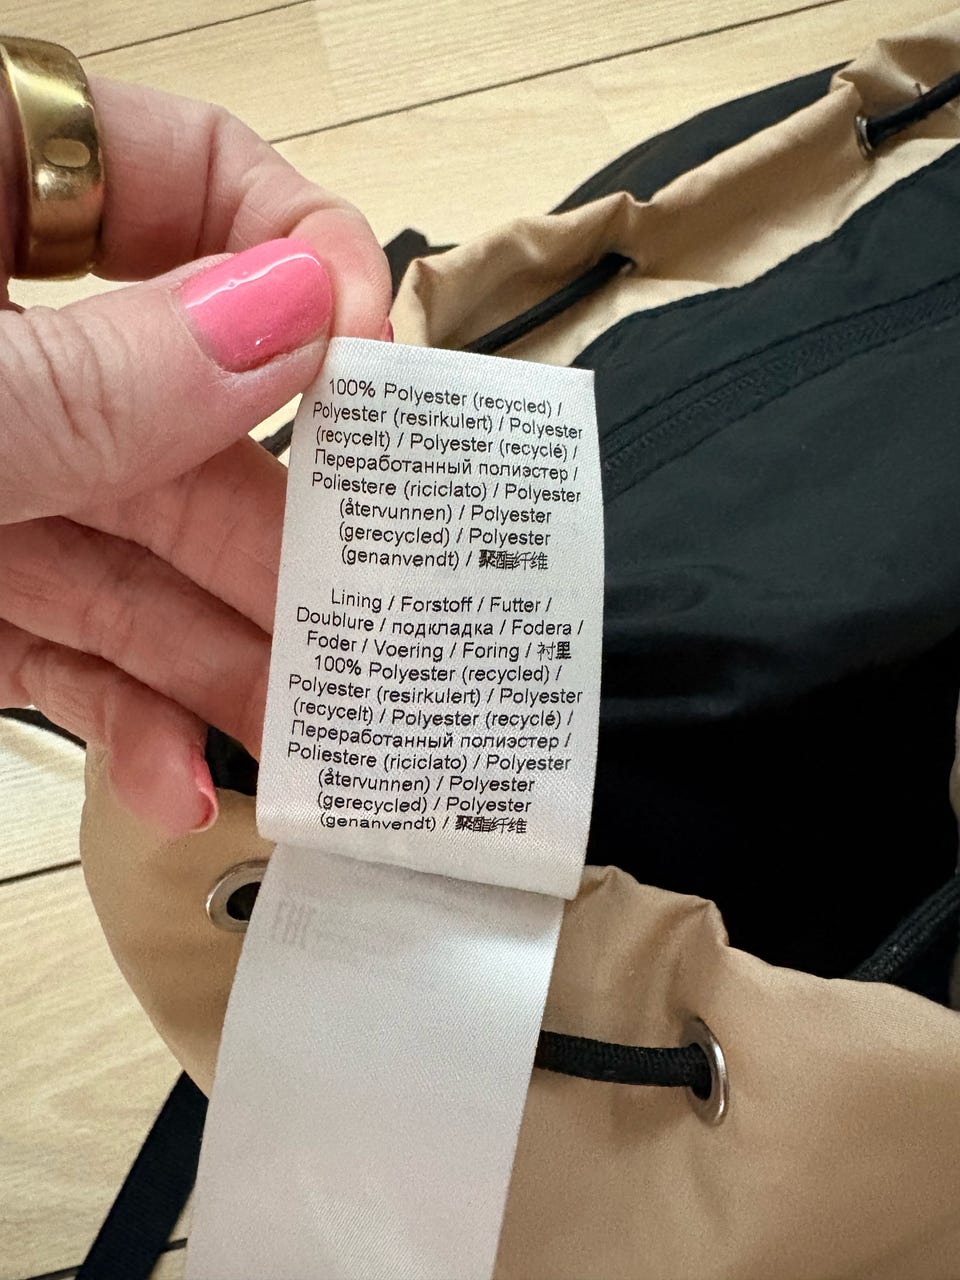 100% Polyester (recycled) /
Polyester (resirkulert) / Polyester
(recycelt) / Polyester (recyclé) /
Переработанный полиэстер /
Poliestere (riciclato) / Polyester
(återvunnen) / Polyester
(gerecycled) / Polyester
(genanvendt) / 聚酯纤维
Lining / Forstoff / Futter /
Doublure / подкладка / Fodera /
Foder / Voering / Foring / 衬里
100% Polyester (recycled) /
Polyester (resirkulert) / Polyester
(recycelt) / Polyester (recyclé) /
Переработанный полиэстер /
Poliestere (riciclato) / Polyester
(återvunnen) / Polyester
(gerecycled) / Polyester
(genanvendt) / 聚酯纤维